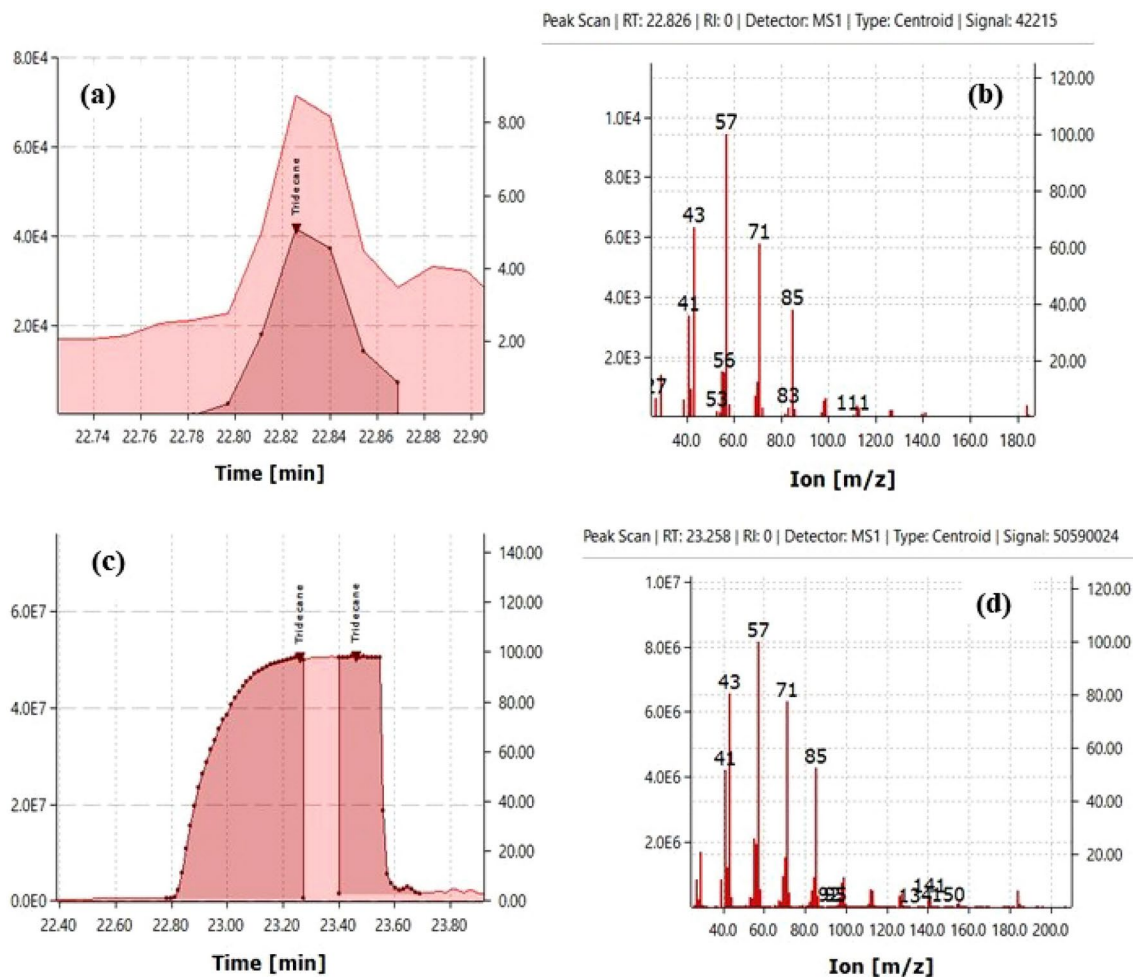 Peak Scan | RT: 22.826 | RI: 0 | Detector: MS1 | Type: Centroid | Signal: 42215
(a)
8.0E4
6.0E4
4.0E4
2.0E4
8.00
6.00
4.00
2.00
Tridecane
22.74 22.76 22.78 22.80 22.82 22.84 22.86 22.88 22.90
Time [min]
(b)
1.0E4
8.0E3
6.0E3
4.0E3
2.0E3
120.00
100.00
80.00
60.00
40.00
20.00
57
43
71
41
85
56
27
53
83
111
40.0 60.0 80.0 100.0 120.0 140.0 160.0 180.0
Ion [m/z]
(c)
6.0E7
4.0E7
2.0E7
0.0E0
140.00
120.00
100.00
80.00
60.00
40.00
20.00
0.00
Tridecane
Tridecane
22.40 22.60 22.80 23.00 23.20 23.40 23.60 23.80
Time [min]
Peak Scan | RT: 23.258 | RI: 0 | Detector: MS1 | Type: Centroid | Signal: 50590024
(d)
1.0E7
8.0E6
6.0E6
4.0E6
2.0E6
120.00
100.00
80.00
60.00
40.00
20.00
57
43
71
41
85
141
150
40.0 60.0 80.0 100.0 120.0 140.0 160.0 180.0 200.0
Ion [m/z]